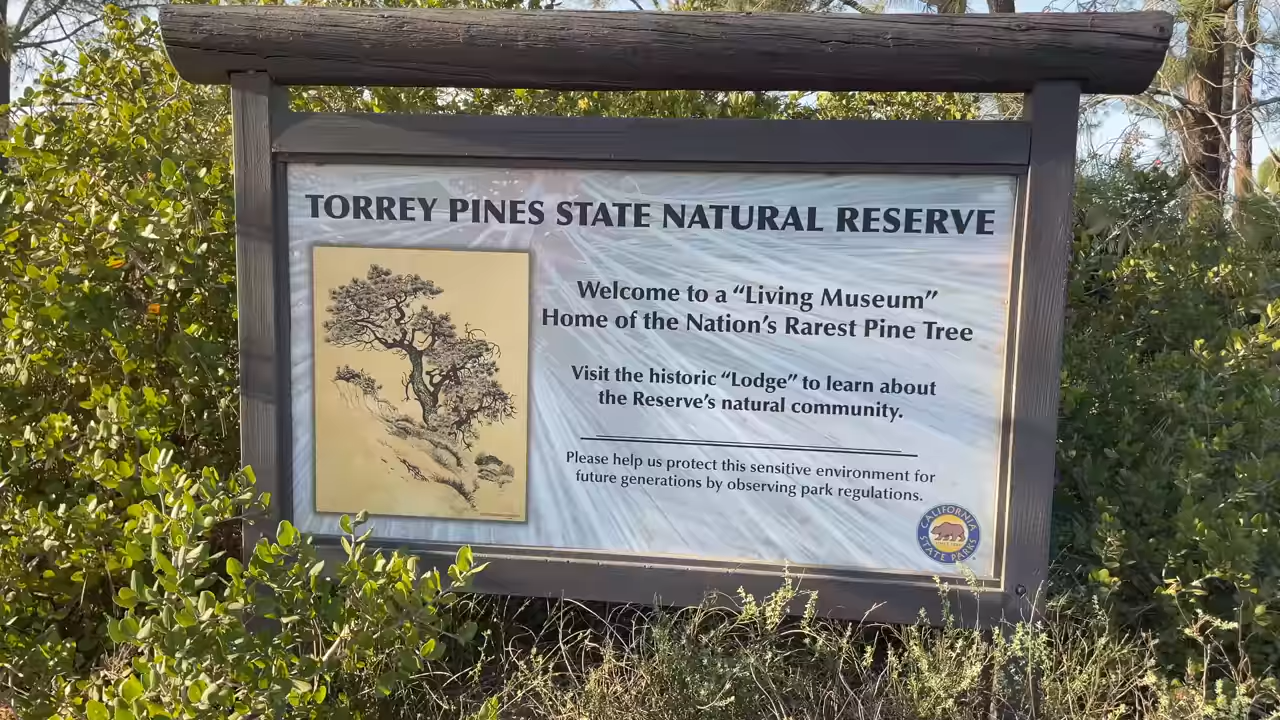 TORREY PINES STATE NATURAL RESERVE
Welcome to a “Living Museum”
Home of the Nation’s Rarest Pine Tree
Visit the historic “Lodge” to learn about
the Reserve’s natural community.
Please help us protect this sensitive environment for
future generations by observing park regulations.
CALIFORNIA
STATE PARKS